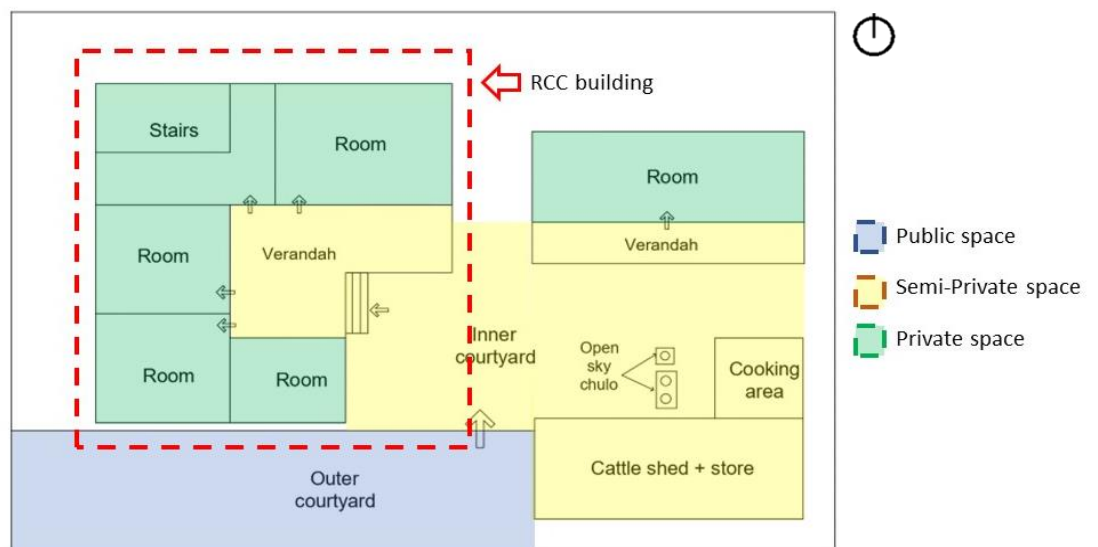 RCC building
Stairs
Room
Room
Room
Verandah
Verandah
Public space
Semi-Private space
Private space
Inner
courtyard
Open
sky
chulo
Cooking
area
Room
Room
Cattle shed + store
Outer
courtyard